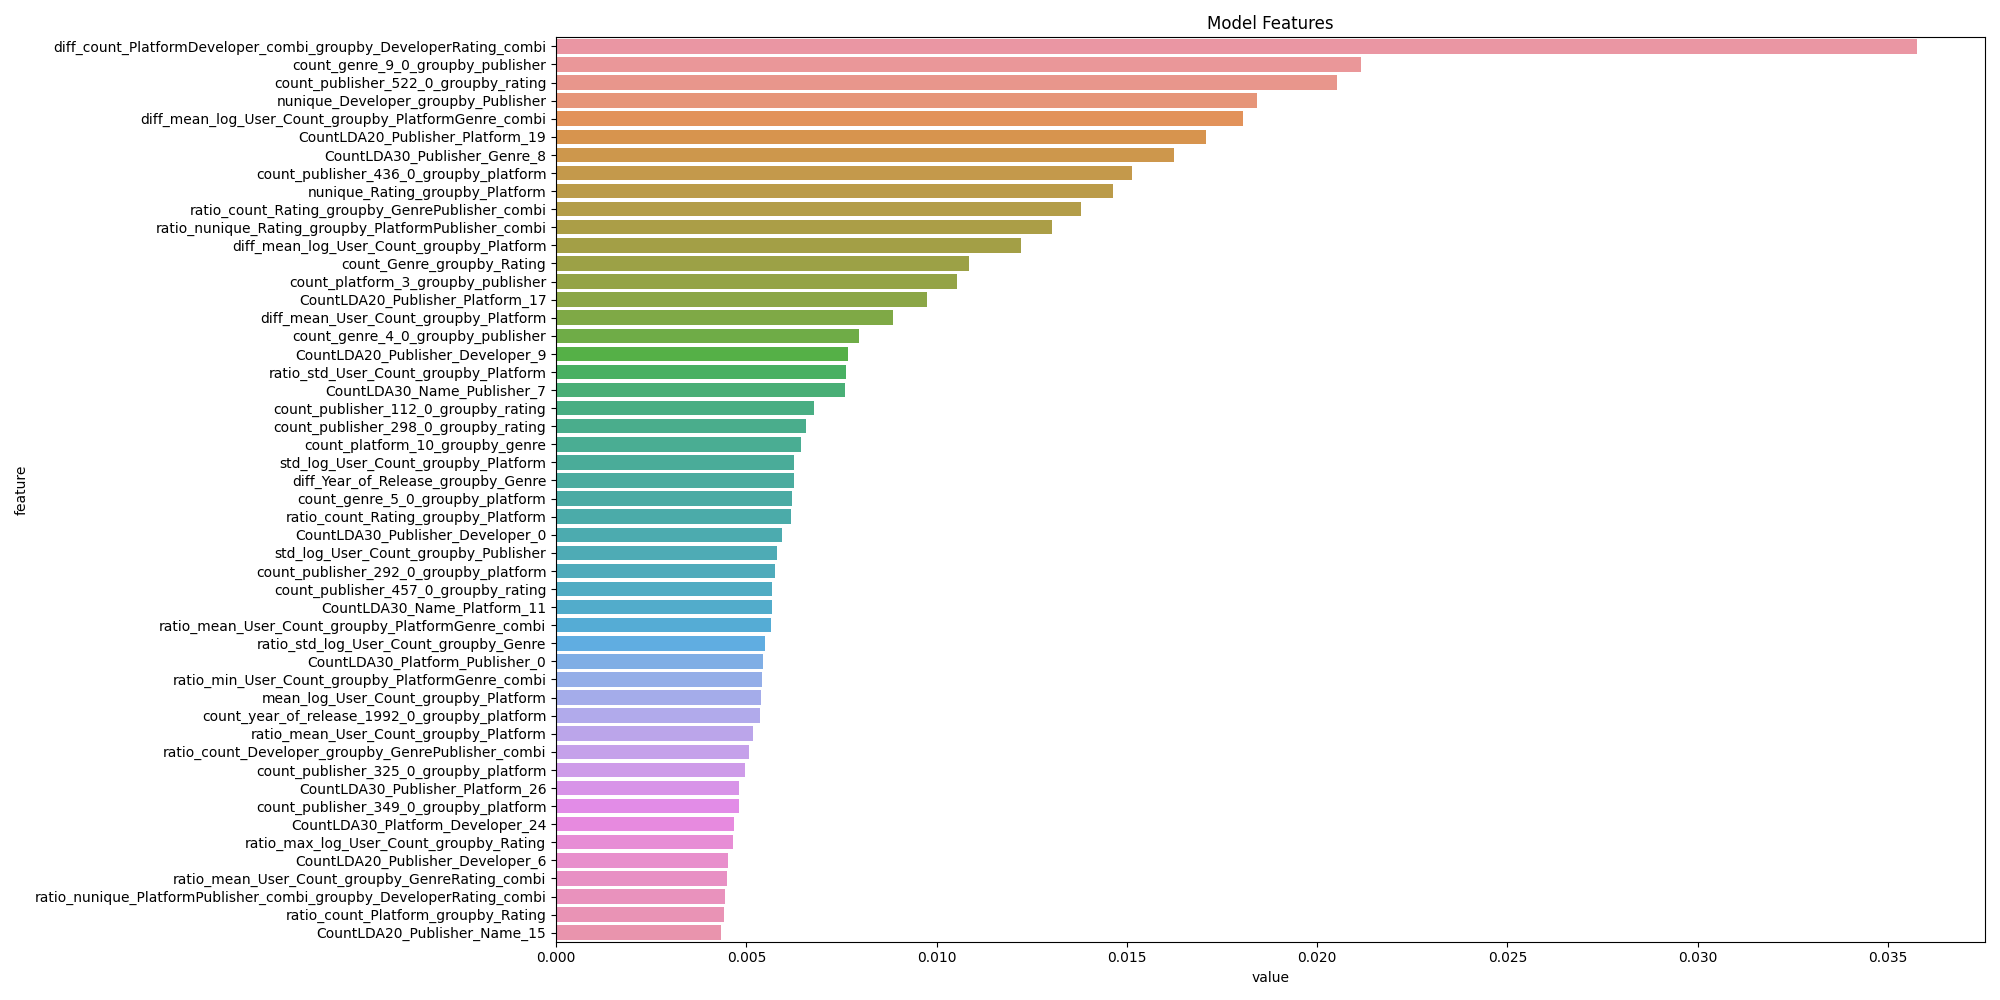 Model Features
diff_count_PlatformDeveloper_combi_groupby_DeveloperRating_combi
count_genre_9_0_groupby_publisher
count_publisher_522_0_groupby_rating
nunique_Developer_groupby_Publisher
diff_mean_log_User_Count_groupby_PlatformGenre_combi
CountLDA20_Publisher_Platform_19
CountLDA30_Publisher_Genre_8
count_publisher_436_0_groupby_platform
nunique_Rating_groupby_Platform
ratio_count_Rating_groupby_GenrePublisher_combi
ratio_nunique_Rating_groupby_PlatformPublisher_combi
diff_mean_log_User_Count_groupby_Platform
count_Genre_groupby_Rating
count_platform_3_groupby_publisher
CountLDA20_Publisher_Platform_17
diff_mean_User_Count_groupby_Platform
count_genre_4_0_groupby_publisher
CountLDA20_Publisher_Developer_9
ratio_std_User_Count_groupby_Platform
CountLDA30_Name_Publisher_7
count_publisher_112_0_groupby_rating
count_publisher_298_0_groupby_rating
count_platform_10_groupby_genre
std_log_User_Count_groupby_Platform
diff_Year_of_Release_groupby_Genre
count_genre_5_0_groupby_platform
ratio_count_Rating_groupby_Platform
CountLDA30_Publisher_Developer_0
std_log_User_Count_groupby_Publisher
count_publisher_292_0_groupby_platform
count_publisher_457_0_groupby_rating
CountLDA30_Name_Platform_11
ratio_mean_User_Count_groupby_PlatformGenre_combi
ratio_std_log_User_Count_groupby_Genre
CountLDA30_Platform_Publisher_0
ratio_min_User_Count_groupby_PlatformGenre_combi
mean_log_User_Count_groupby_Platform
count_year_of_release_1992_0_groupby_platform
ratio_mean_User_Count_groupby_Platform
ratio_count_Developer_groupby_GenrePublisher_combi
count_publisher_325_0_groupby_platform
CountLDA30_Publisher_Platform_26
count_publisher_349_0_groupby_platform
CountLDA30_Platform_Developer_24
ratio_max_log_User_Count_groupby_Rating
CountLDA20_Publisher_Developer_6
ratio_mean_User_Count_groupby_GenreRating_combi
ratio_nunique_PlatformPublisher_combi_groupby_DeveloperRating_combi
ratio_count_Platform_groupby_Rating
CountLDA20_Publisher_Name_15
feature
0.000 0.005 0.010 0.015 0.020 0.025 0.030 0.035
value